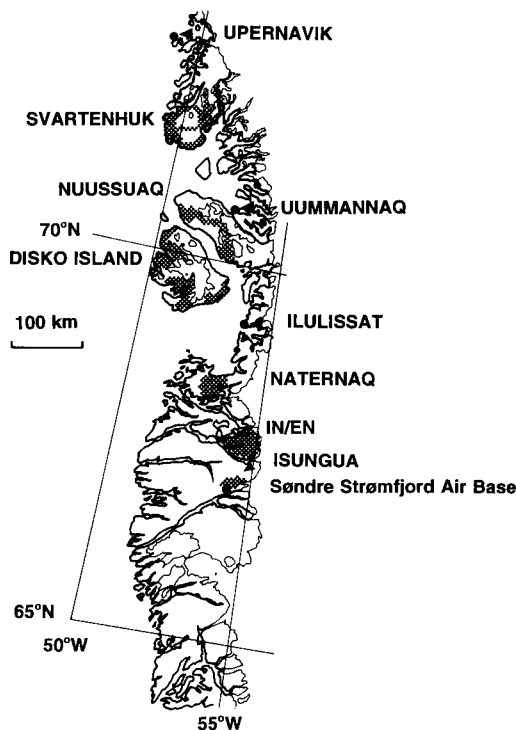 UPERNAVIK
SVARTENHUK
NUUSSUAQ
UUMMANNAQ
70°N
DISKO ISLAND
100 km
ILULISSAT
NATERNAQ
IN/EN
ISUNGUA
Søndre Strømfjord Air Base
65°N
50°W
55°W